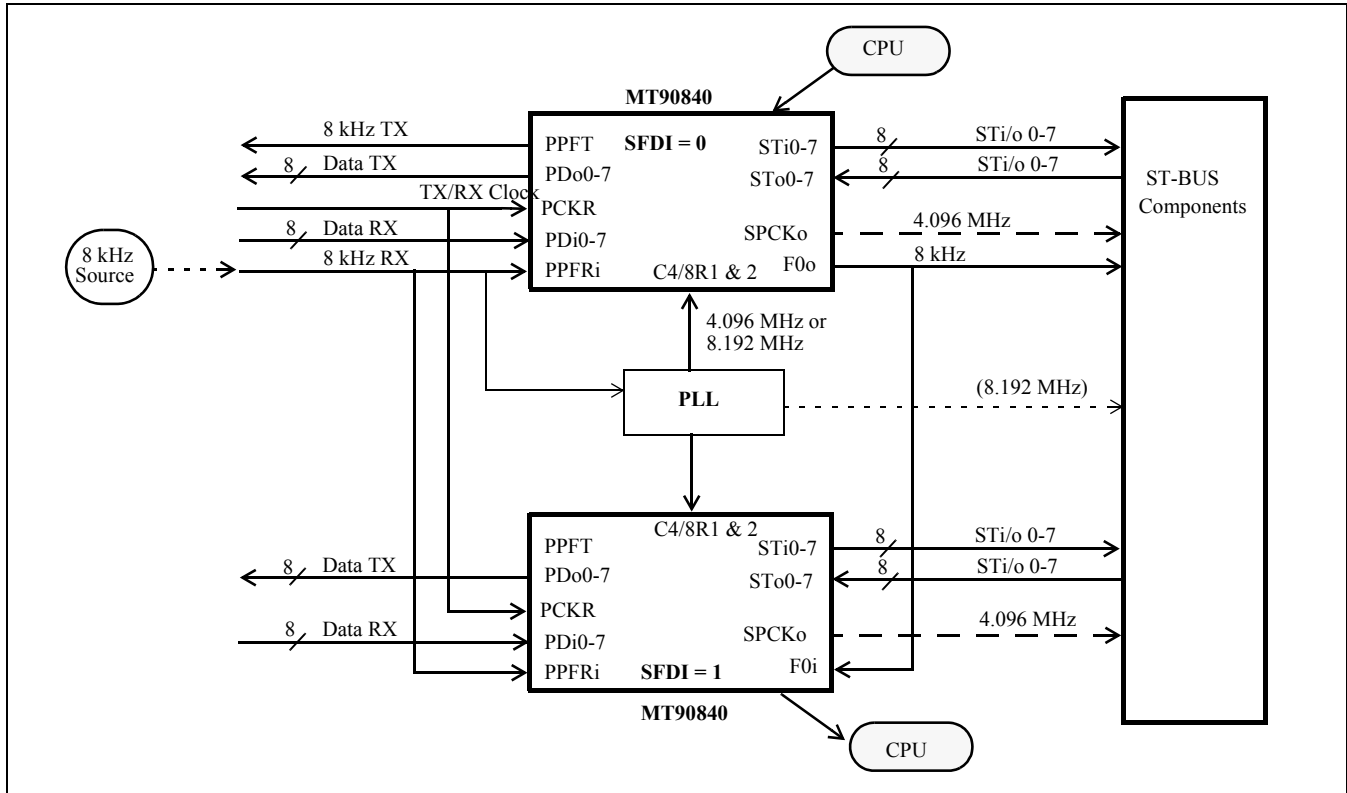 CPU
MT90840
8 kHz TX
PPFT
SFDI = 0
STi0-7
8
STi/o 0-7
8
Data TX
PDo0-7
STo0-7
8
STi/o 0-7
ST-BUS
Components
TX/RX Clock
PCKR
8
Data RX
PDi0-7
SPCKo
4.096 MHz
8 kHz
Source
8 kHz RX
PPFRi
C4/8R1 & 2
F0o
8 kHz
4.096 MHz or
8.192 MHz
PLL
(8.192 MHz)
C4/8R1 & 2
PPFT
STi0-7
8
STi/o 0-7
8
Data TX
PDo0-7
STo0-7
8
STi/o 0-7
PCKR
8
Data RX
PDi0-7
SPCKo
4.096 MHz
PPFRi
SFDI = 1
F0i
MT90840
CPU